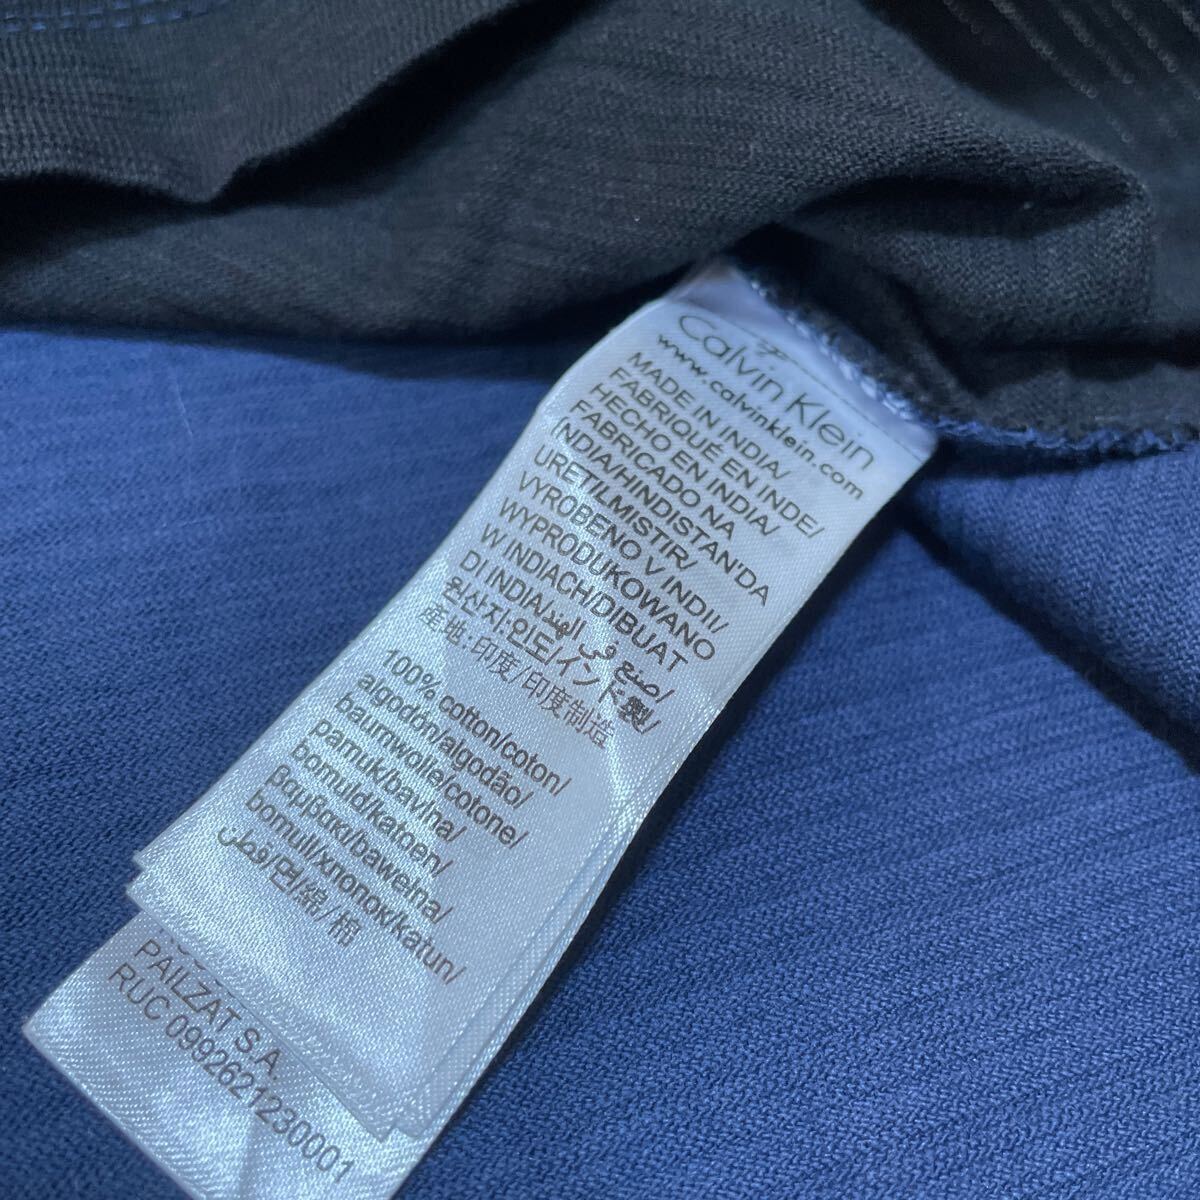 Calvin Klein
www.calvinklein.com
MADE IN INDIA/
FABRIQUÉ EN INDE/
HECHO EN INDIA/
FABRICADO NA
ÍNDIA/HINDISTAN'DA
URETILMISTIR/
VYROBENO V INDII/
WYPRODUKOWANO
W INDIACH/DIBUAT
DI INDIA/صنع في الهند/
원산지:인도/インド製/
產地:印度/印度制造
100% cotton/coton/
algodón/algodão/
baumwolle/cotone/
pamuk/bavlna/
bomuld/katoen/
βαμβακι/bawełna/
bomull/хлопок/katun/
قطن/면/綿/棉
PAILZAT S.A.
RUC 0992621230001